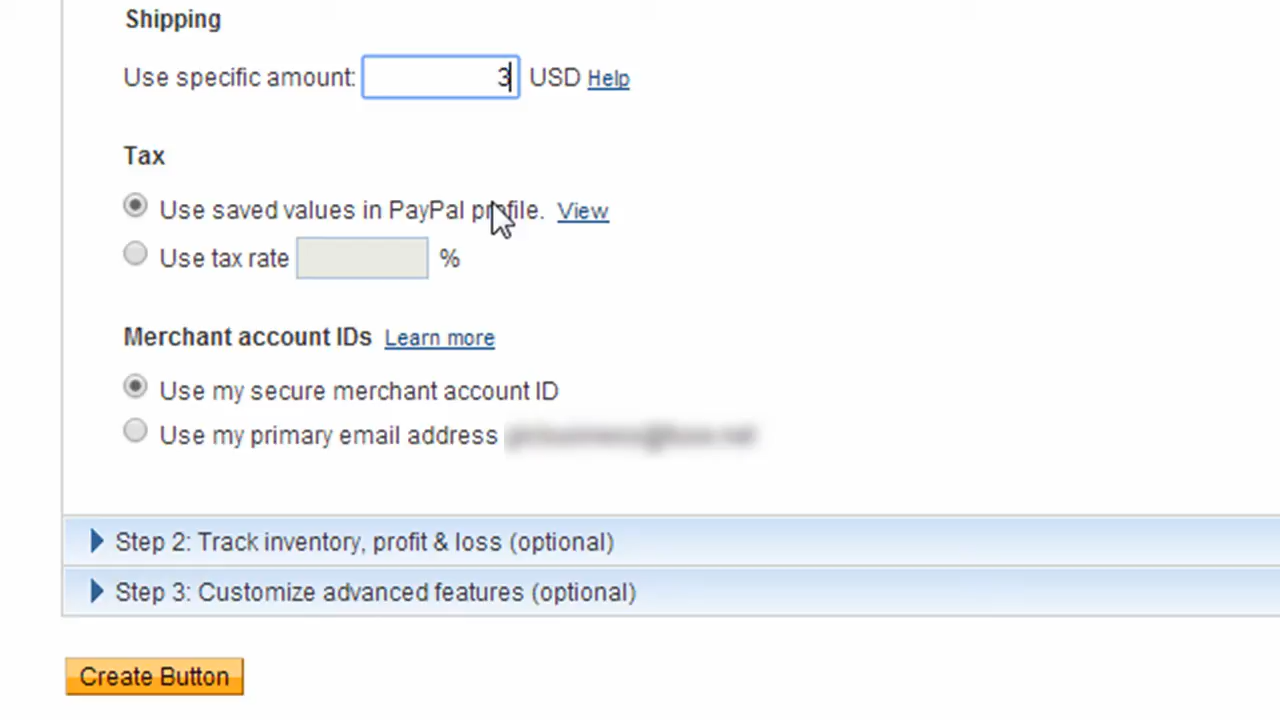 Shipping
Use specific amount: 3 USD Help
Tax
Use saved values in PayPal profile. View
Use tax rate %
Merchant account IDs Learn more
Use my secure merchant account ID
Use my primary email address
Step 2: Track inventory, profit & loss (optional)
Step 3: Customize advanced features (optional)
Create Button